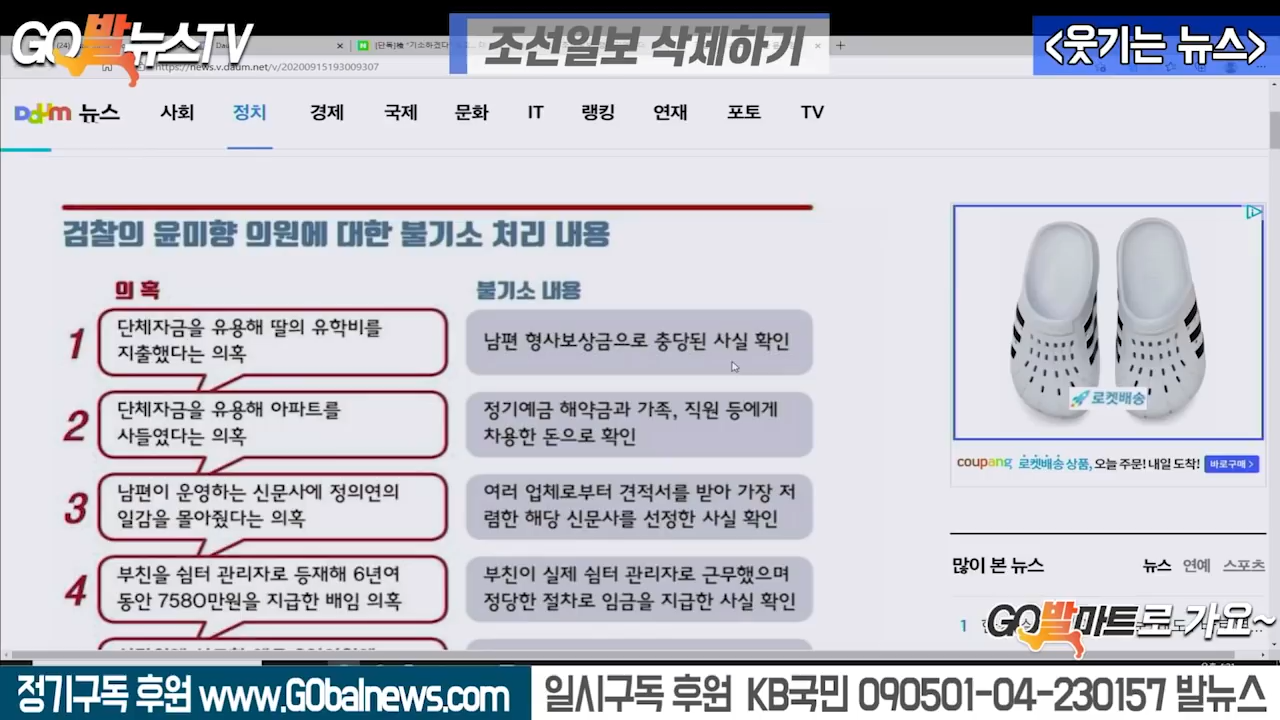 GO발뉴스TV
조선일보 삭제하기
<웃기는 뉴스>
https://news.v.daum.net/v/20200915193009307
Daum 뉴스 사회 정치 경제 국제 문화 IT 랭킹 연재 포토 TV
검찰의 윤미향 의원에 대한 불기소 처리 내용
의혹 불기소 내용
1 단체자금을 유용해 딸의 유학비를
지출했다는 의혹
남편 형사보상금으로 충당된 사실 확인
2 단체자금을 유용해 아파트를
사들였다는 의혹
정기예금 해약금과 가족, 직원 등에게
차용한 돈으로 확인
3 남편이 운영하는 신문사에 정의연의
일감을 몰아줬다는 의혹
여러 업체로부터 견적서를 받아 가장 저
렴한 해당 신문사를 선정한 사실 확인
4 부친을 쉼터 관리자로 등재해 6년여
동안 7580만원을 지급한 배임 의혹
부친이 실제 쉼터 관리자로 근무했으며
정당한 절차로 임금을 지급한 사실 확인
로켓배송
coupang 로켓배송 상품, 오늘 주문! 내일 도착! 바로구매 >
많이 본 뉴스 뉴스 연예 스포츠
1
GO발마트로 가요~
정기구독 후원 www.GObalnews.com 일시구독 후원 KB국민 090501-04-230157 발뉴스